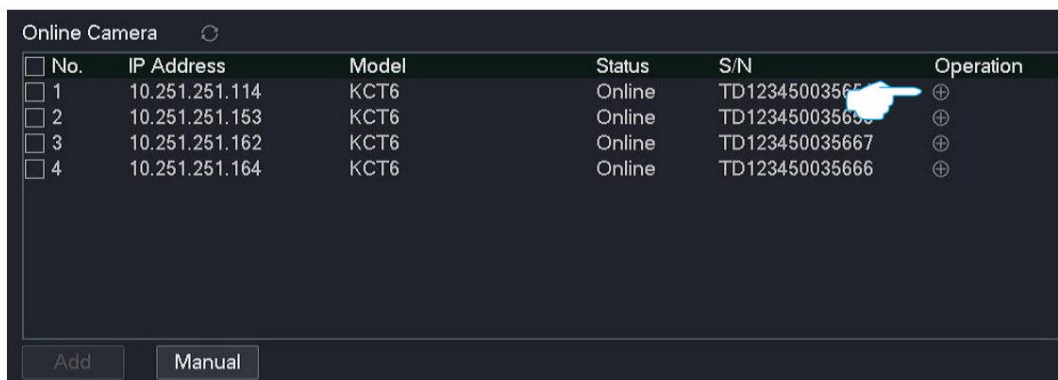 Online Camera
No. IP Address Model Status S/N Operation
1 10.251.251.114 KCT6 Online
2 10.251.251.153 KCT6 Online
3 10.251.251.162 KCT6 Online TD123450035667
4 10.251.251.164 KCT6 Online TD123450035666
Add Manual